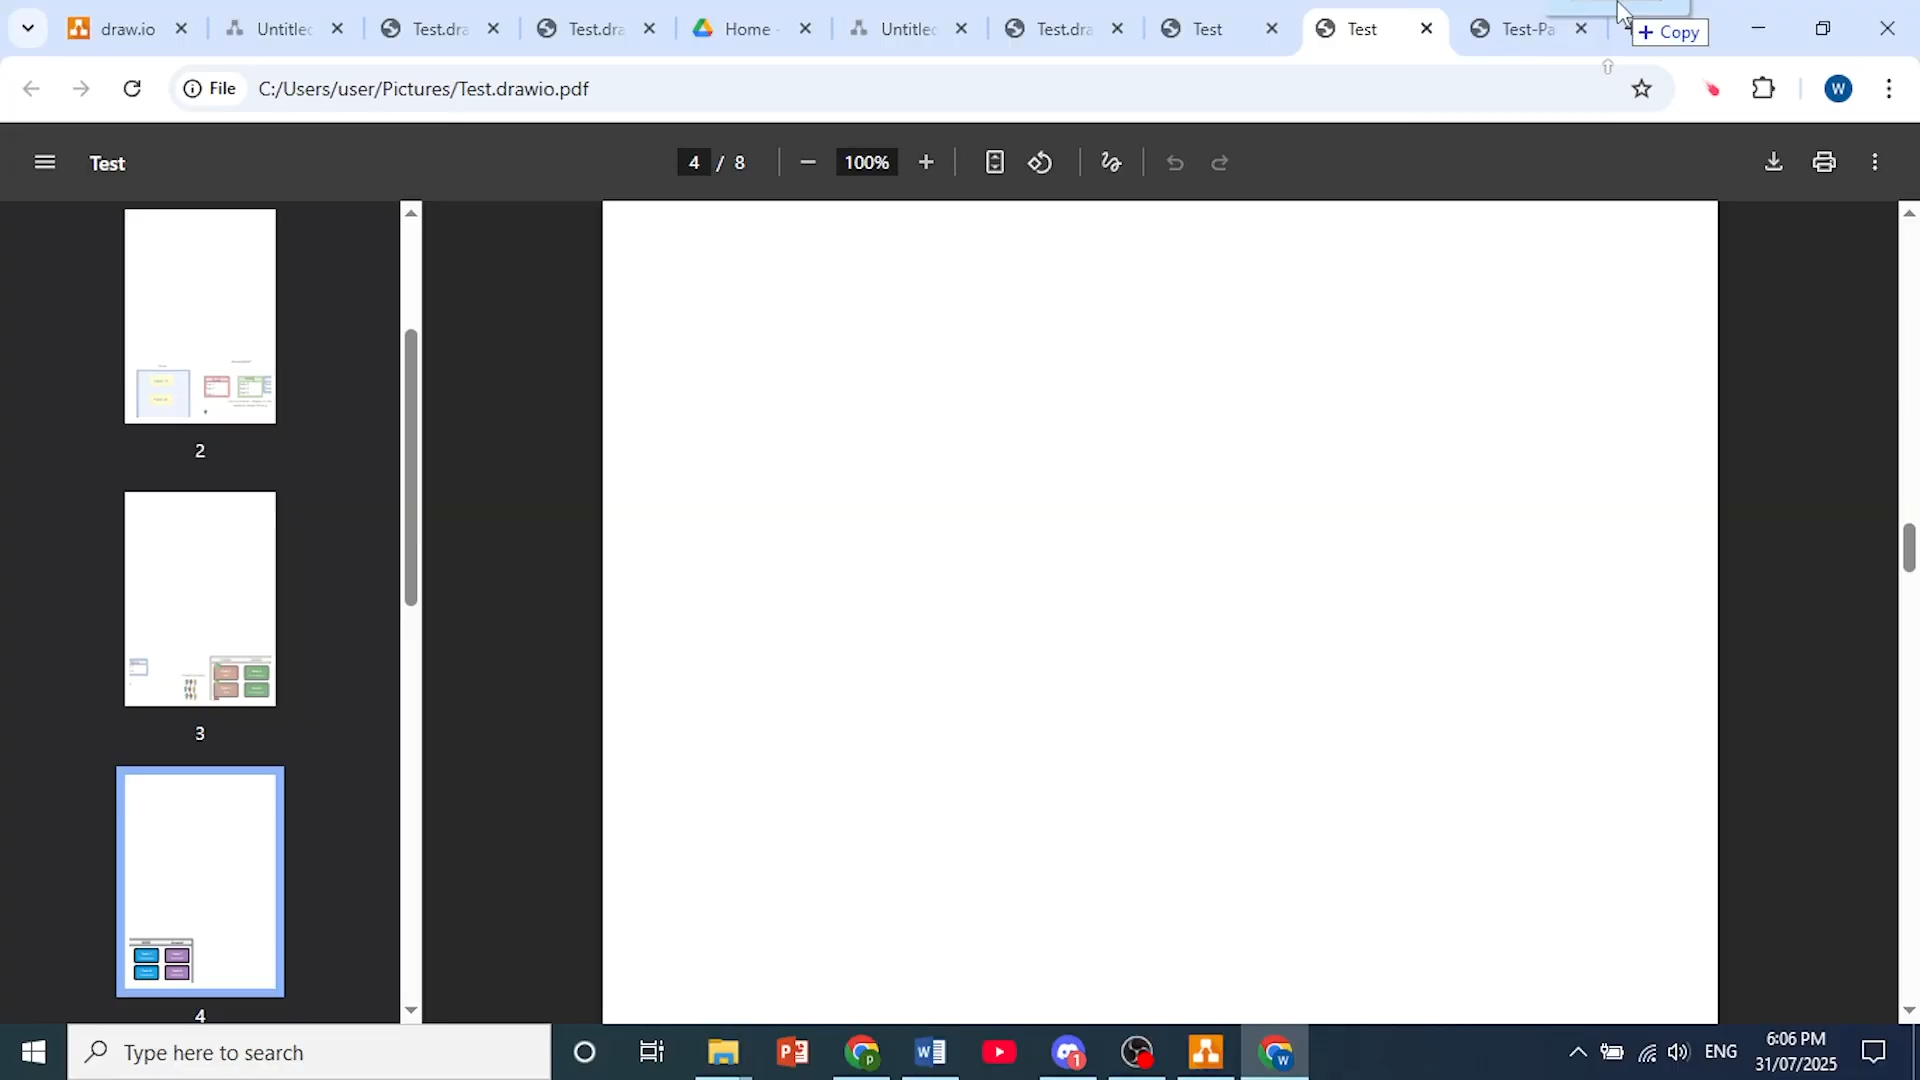 draw.io
Untitled
Test.dra
Test.dra
Home -
Untitled
Test.dra
Test
Test
Test-Pa
+ Copy
File
C:/Users/user/Pictures/Test.drawio.pdf
W
Test
4 / 8
100%
2
3
4
Type here to search
P
W
1
W
ENG
6:06 PM
31/07/2025